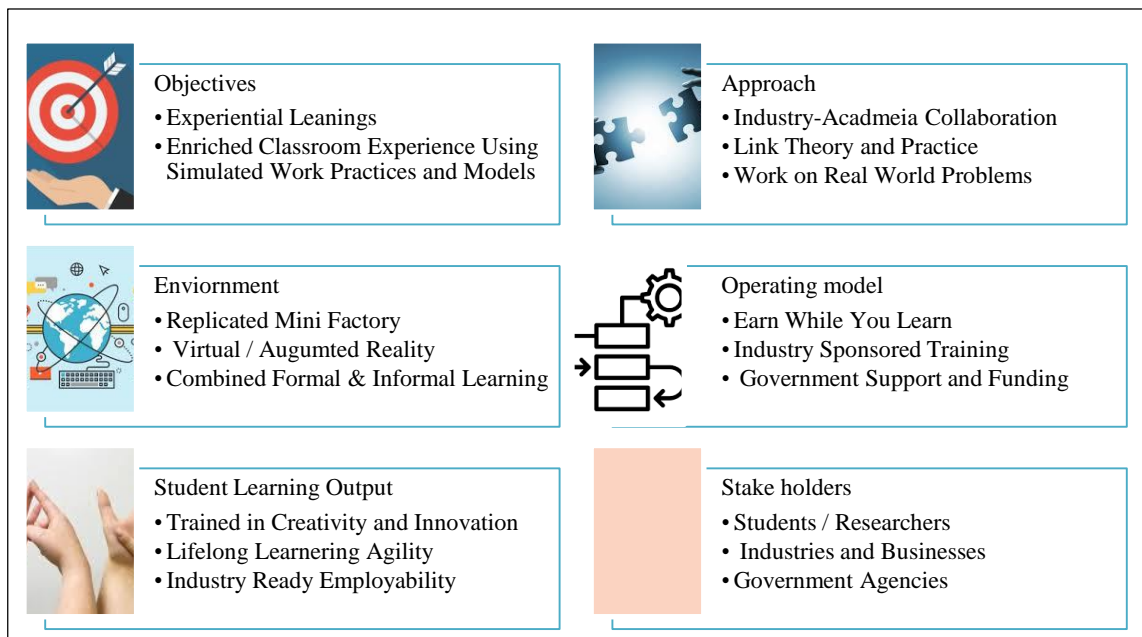 Objectives
• Experiential Leanings
• Enriched Classroom Experience Using
Simulated Work Practices and Models
Approach
• Industry-Acadmeia Collaboration
• Link Theory and Practice
• Work on Real World Problems
Enviornment
• Replicated Mini Factory
• Virtual / Augumted Reality
• Combined Formal & Informal Learning
Operating model
• Earn While You Learn
• Industry Sponsored Training
• Government Support and Funding
Student Learning Output
• Trained in Creativity and Innovation
• Lifelong Learnering Agility
• Industry Ready Employability
Stake holders
• Students / Researchers
• Industries and Businesses
• Government Agencies